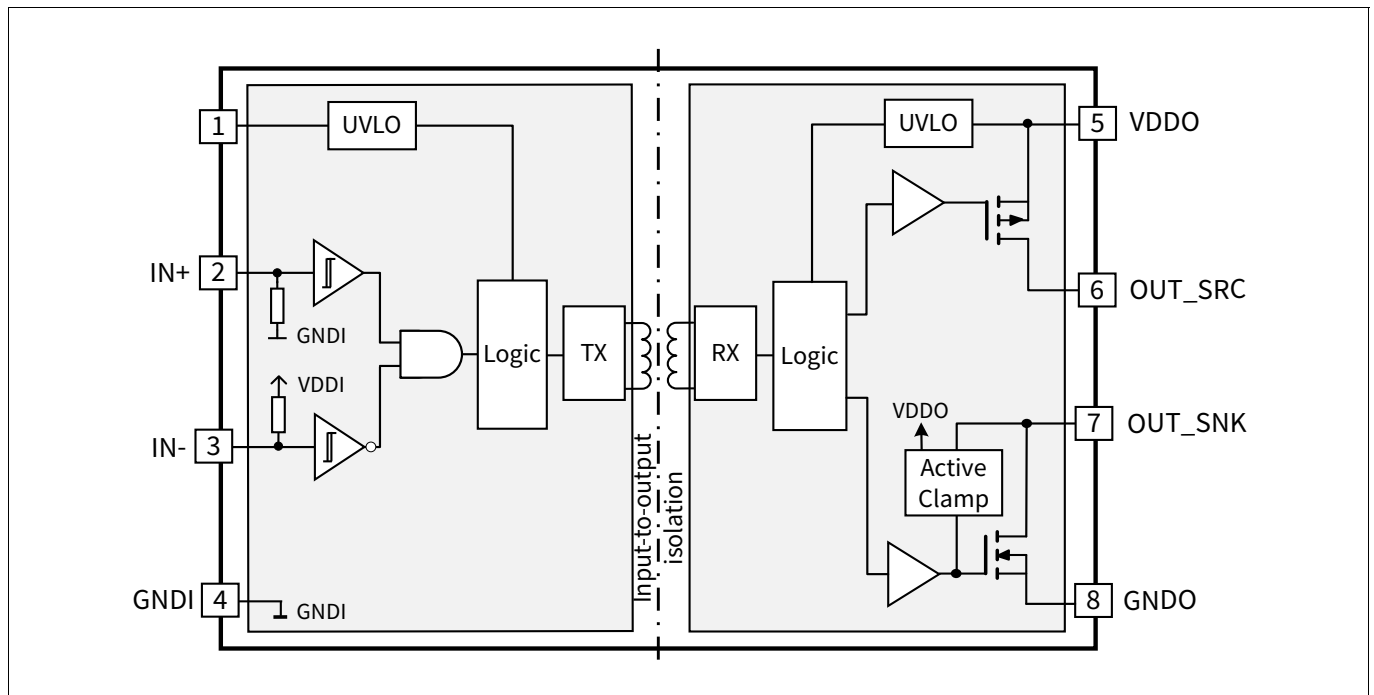 1
UVLO
UVLO
5
VDDO
IN+
2
GNDI
6
OUT_SRC
Logic
TX
RX
Logic
VDDI
VDDO
7
OUT_SNK
IN-
3
Active
Clamp
Input-to-output
isolation
GNDI
4
GNDI
8
GNDO